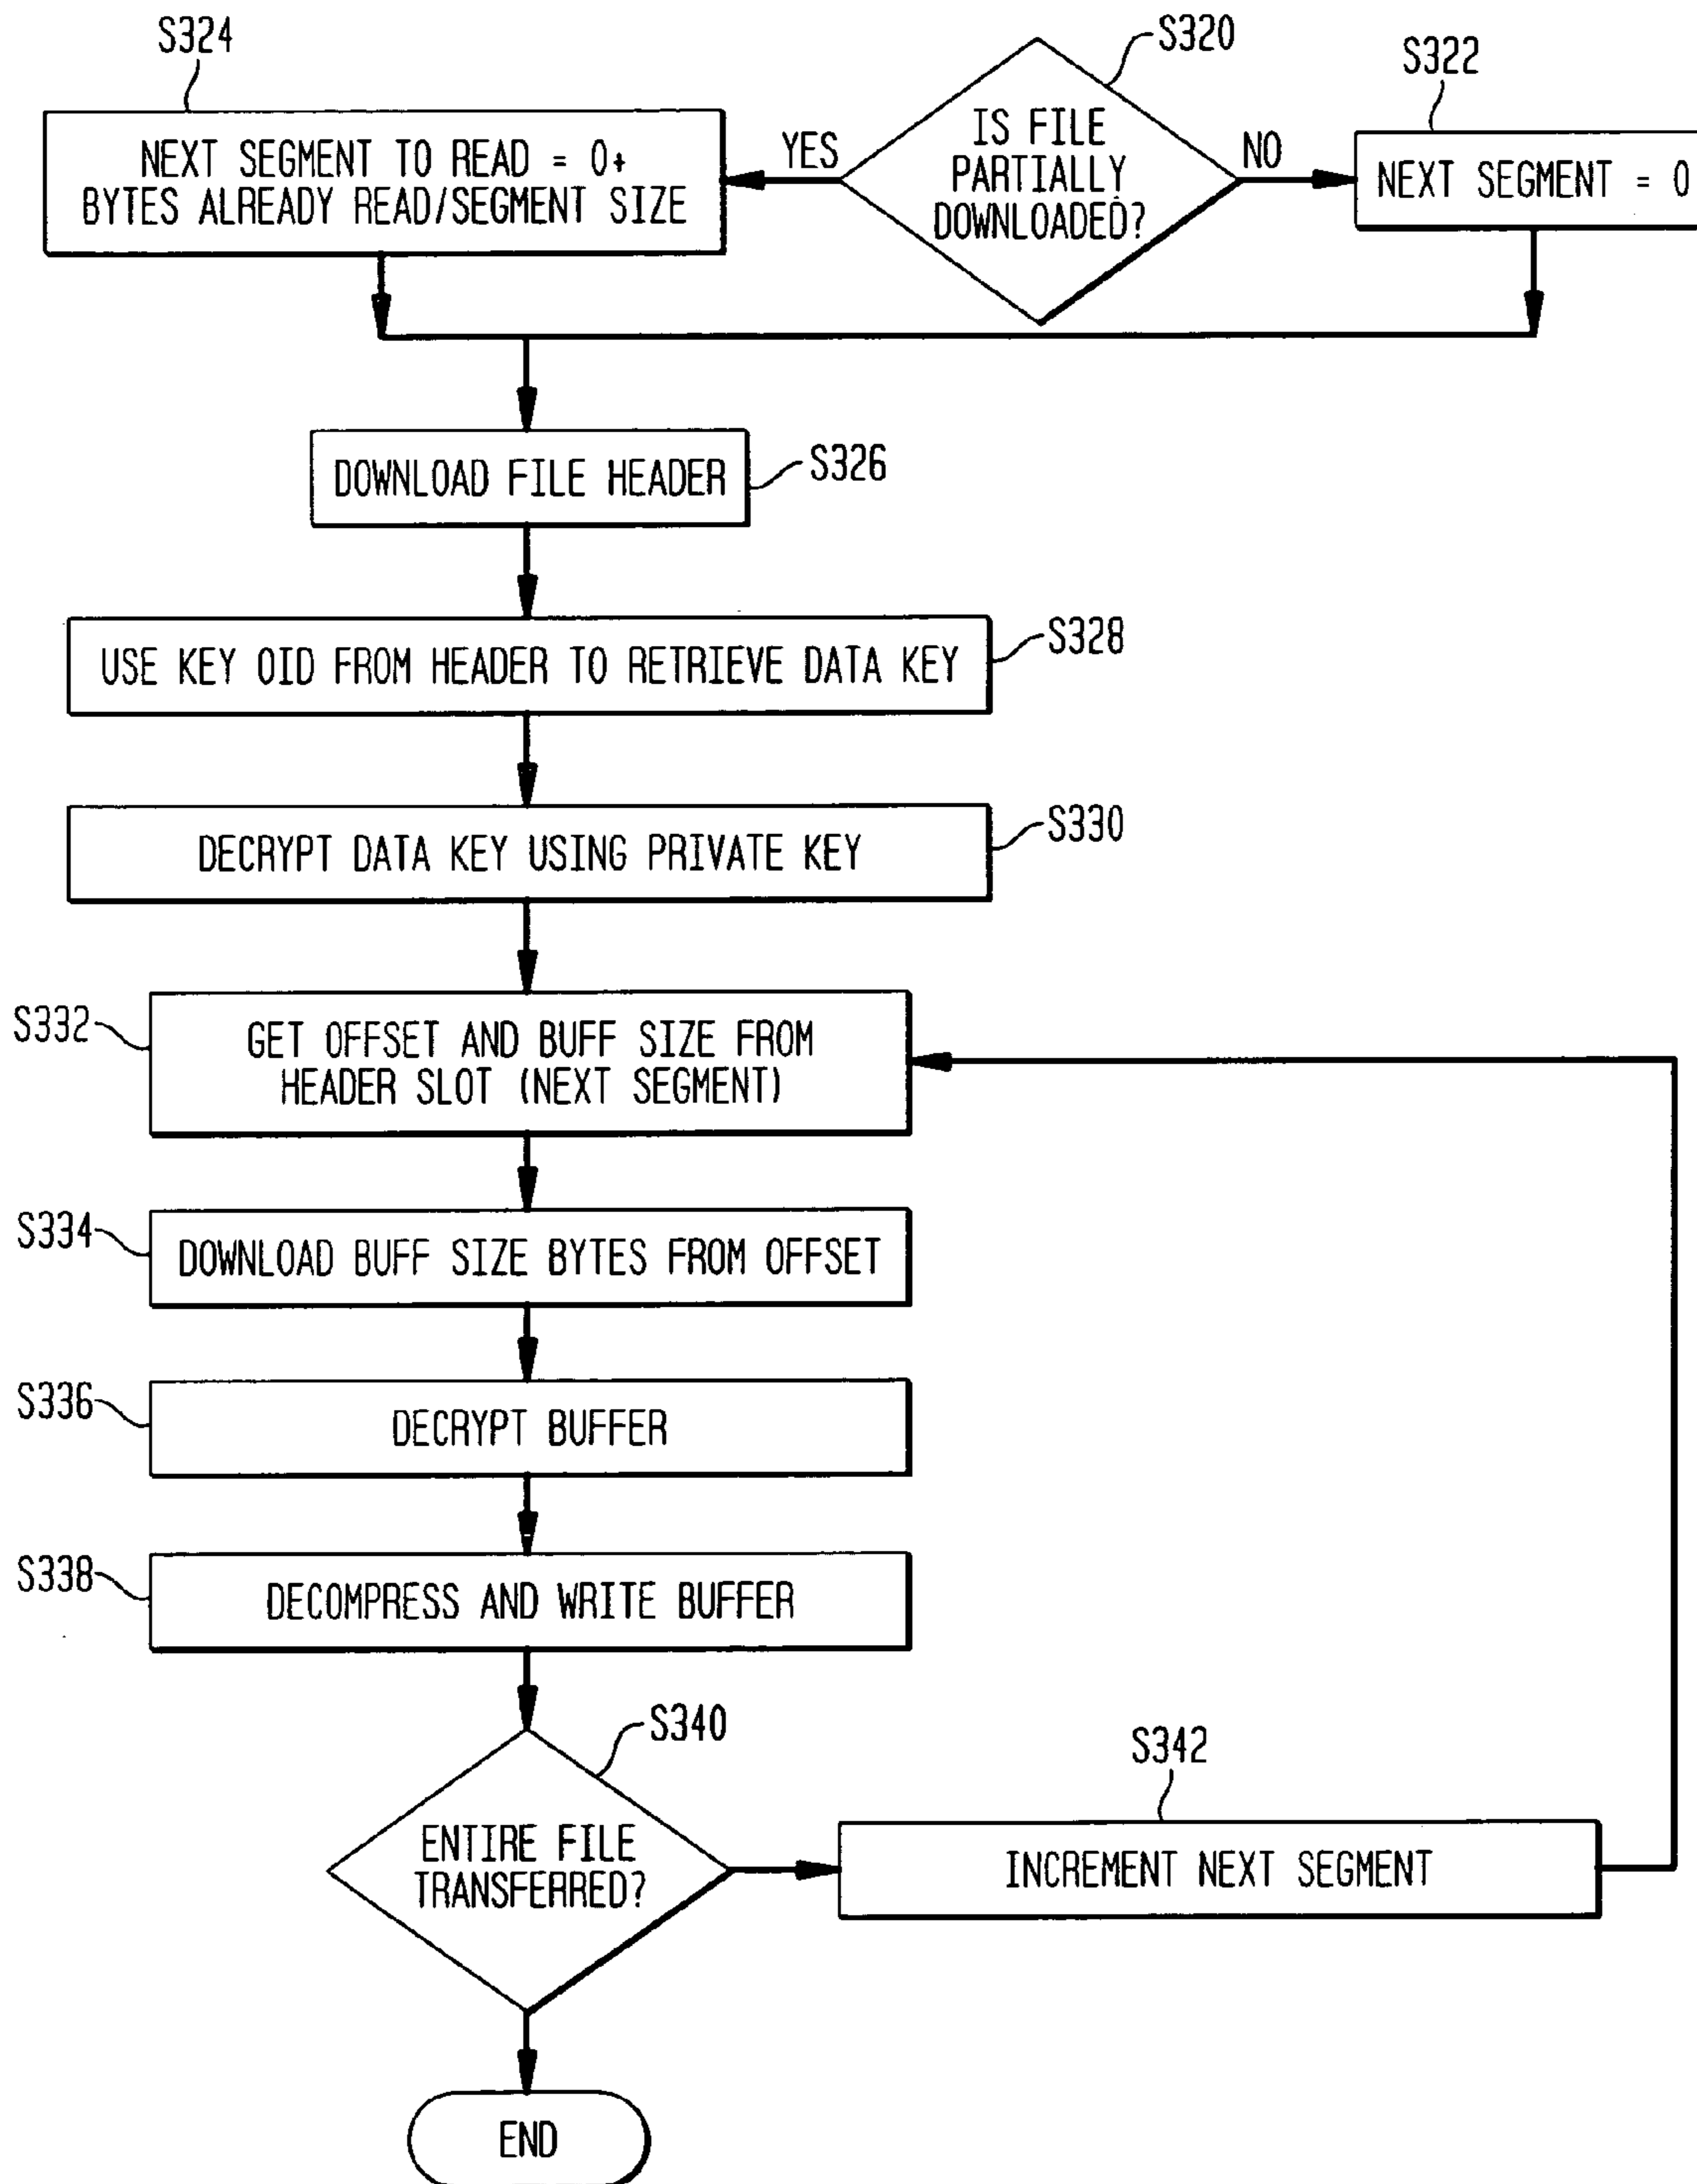 S324
S320
S322
IS FILE
PARTIALLY
DOWNLOADED?
YES
NO
NEXT SEGMENT TO READ = 0+
BYTES ALREADY READ/SEGMENT SIZE
NEXT SEGMENT = 0
DOWNLOAD FILE HEADER
S326
USE KEY OID FROM HEADER TO RETRIEVE DATA KEY
S328
DECRYPT DATA KEY USING PRIVATE KEY
S330
S332
GET OFFSET AND BUFF SIZE FROM
HEADER SLOT (NEXT SEGMENT)
S334
DOWNLOAD BUFF SIZE BYTES FROM OFFSET
S336
DECRYPT BUFFER
S338
DECOMPRESS AND WRITE BUFFER
S340
ENTIRE FILE
TRANSFERRED?
S342
INCREMENT NEXT SEGMENT
END